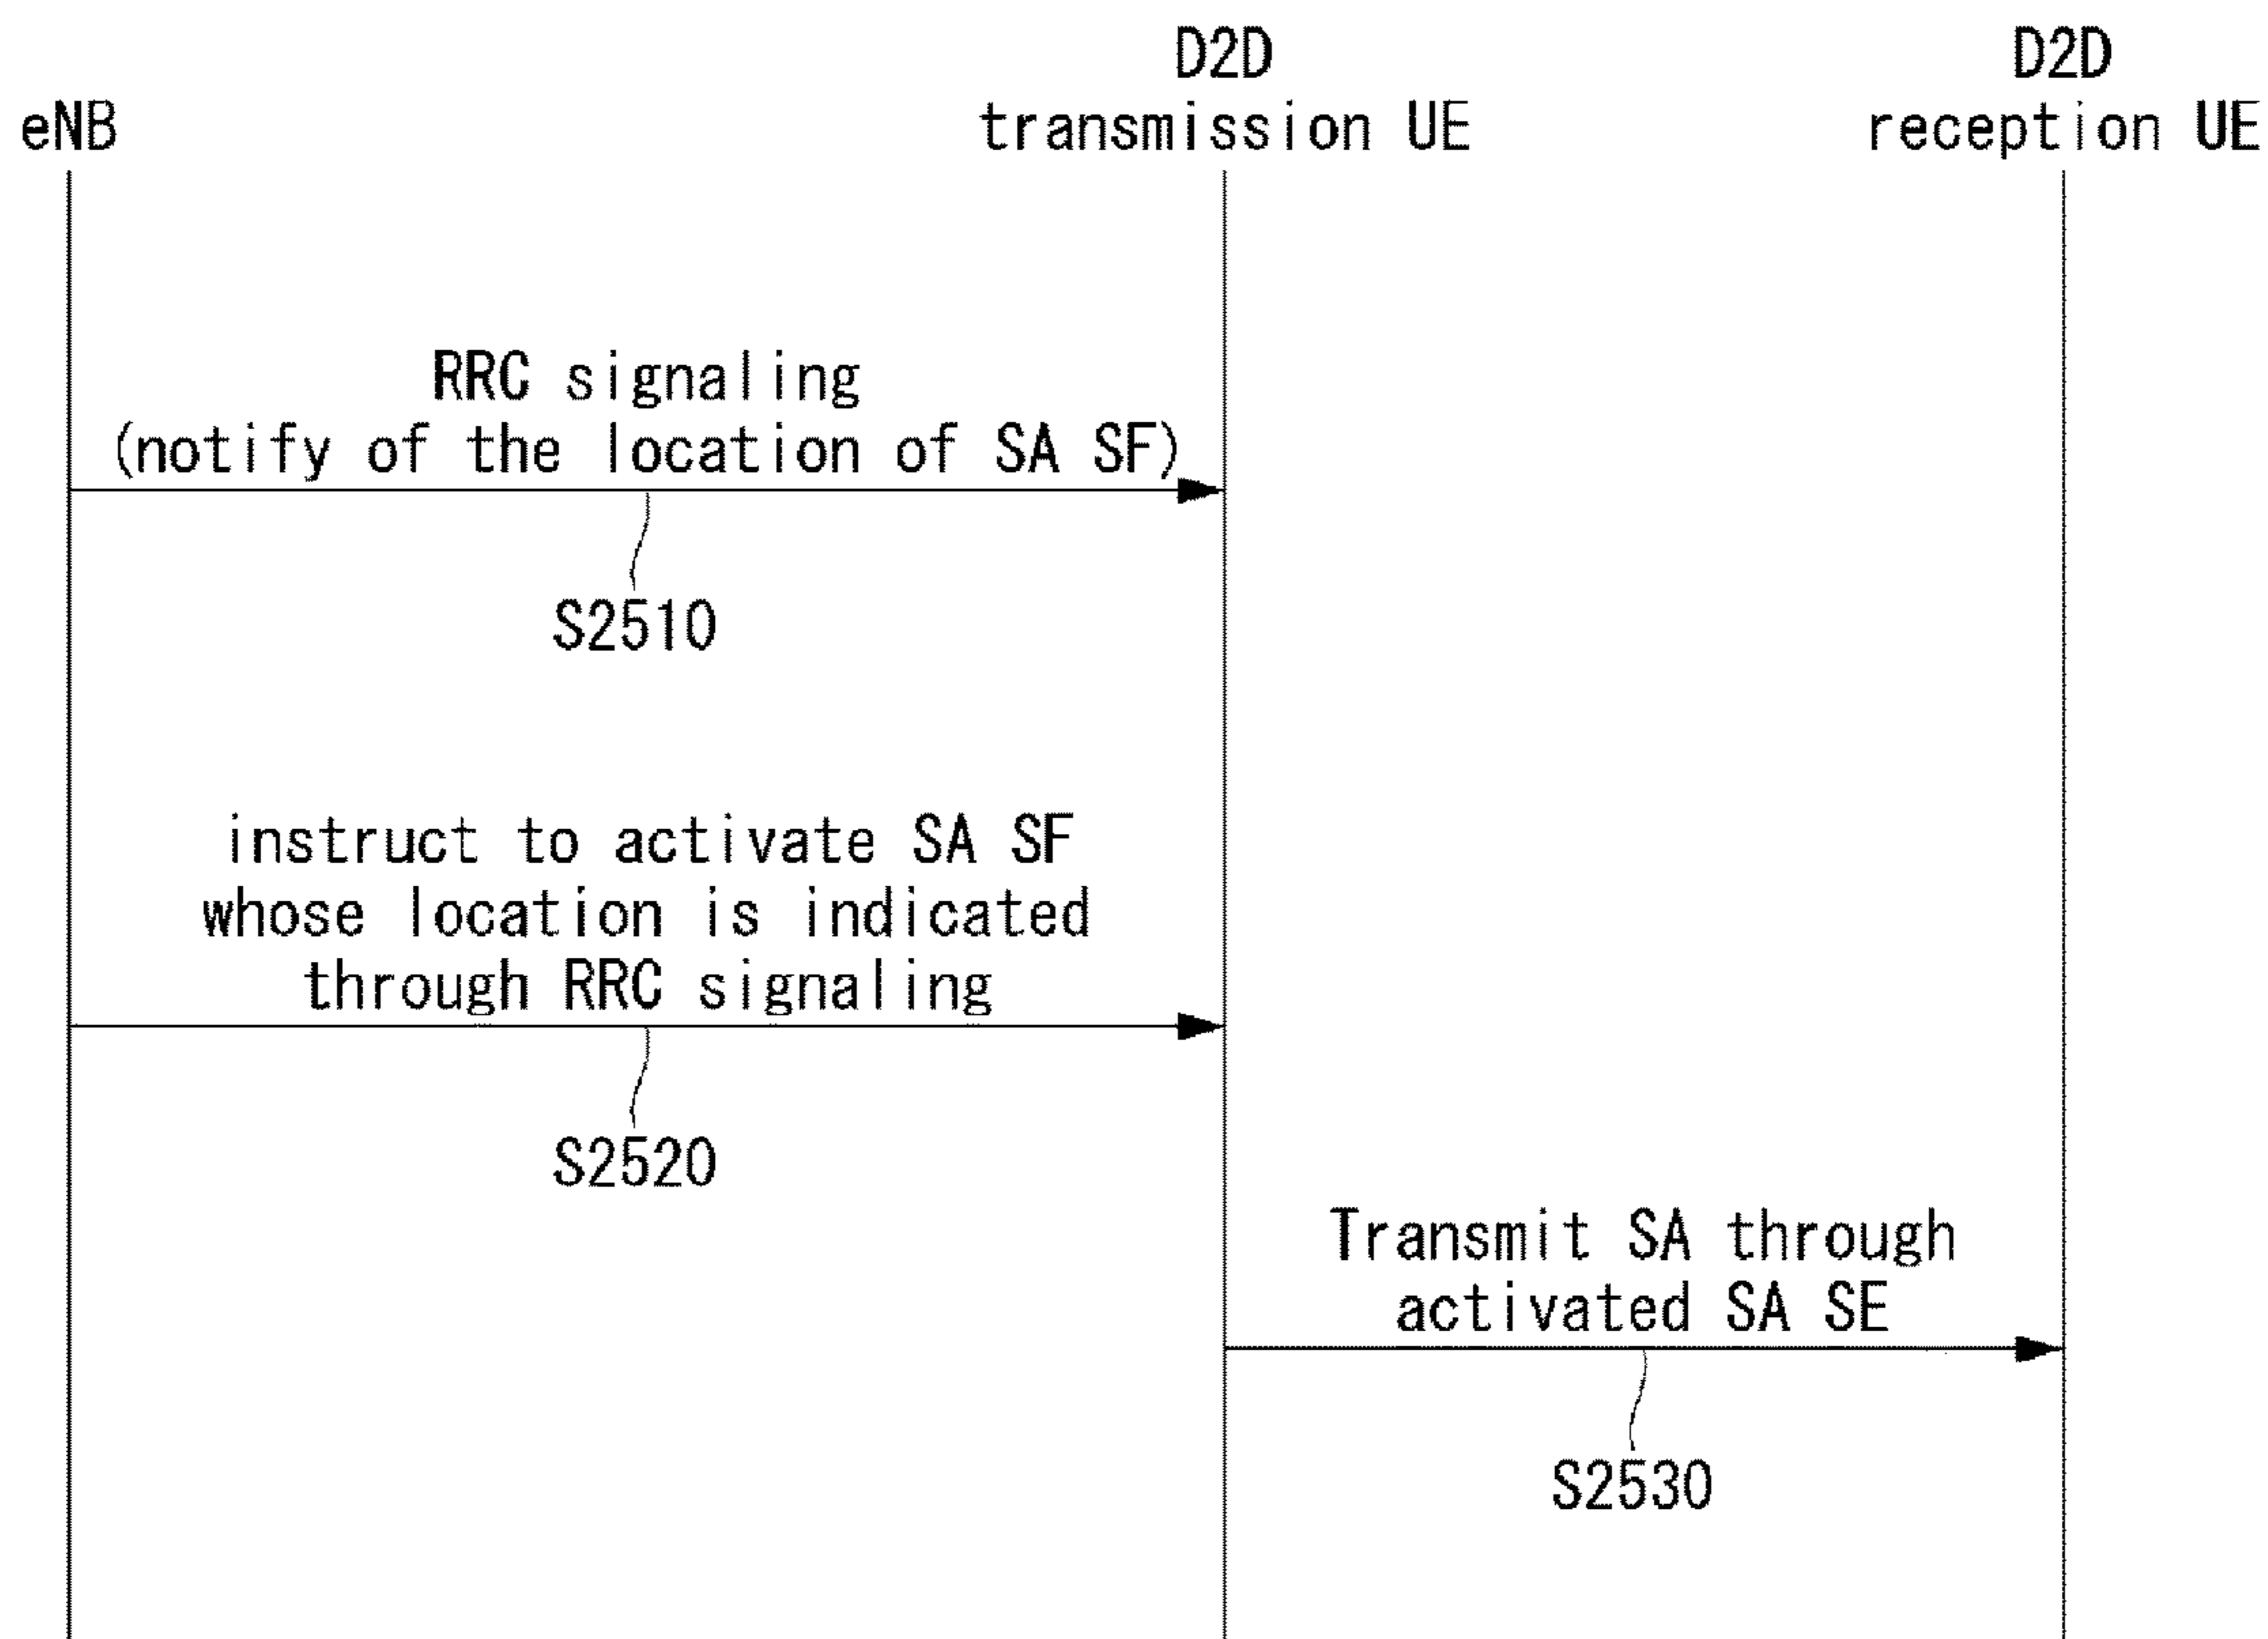 eNB
D2D
transmission UE
D2D
reception UE
RRC signaling
(notify of the location of SA SF)
S2510
instruct to activate SA SF
whose location is indicated
through RRC signaling
S2520
Transmit SA through
activated SA SE
S2530